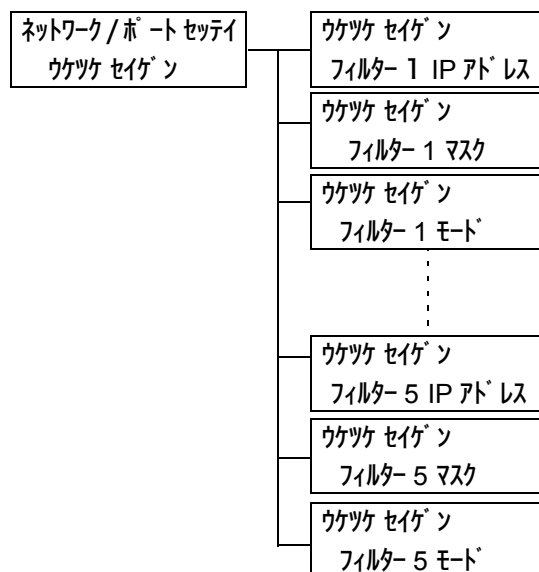 ネットワーク / ポート セッテイ
ウケツケ セイゲン
ウケツケ セイゲン
フィルター 1 IP アドレス
ウケツケ セイゲン
フィルター 1 マスク
ウケツケ セイゲン
フィルター 1 モード
ウケツケ セイゲン
フィルター 5 IP アドレス
ウケツケ セイゲン
フィルター 5 マスク
ウケツケ セイゲン
フィルター 5 モード